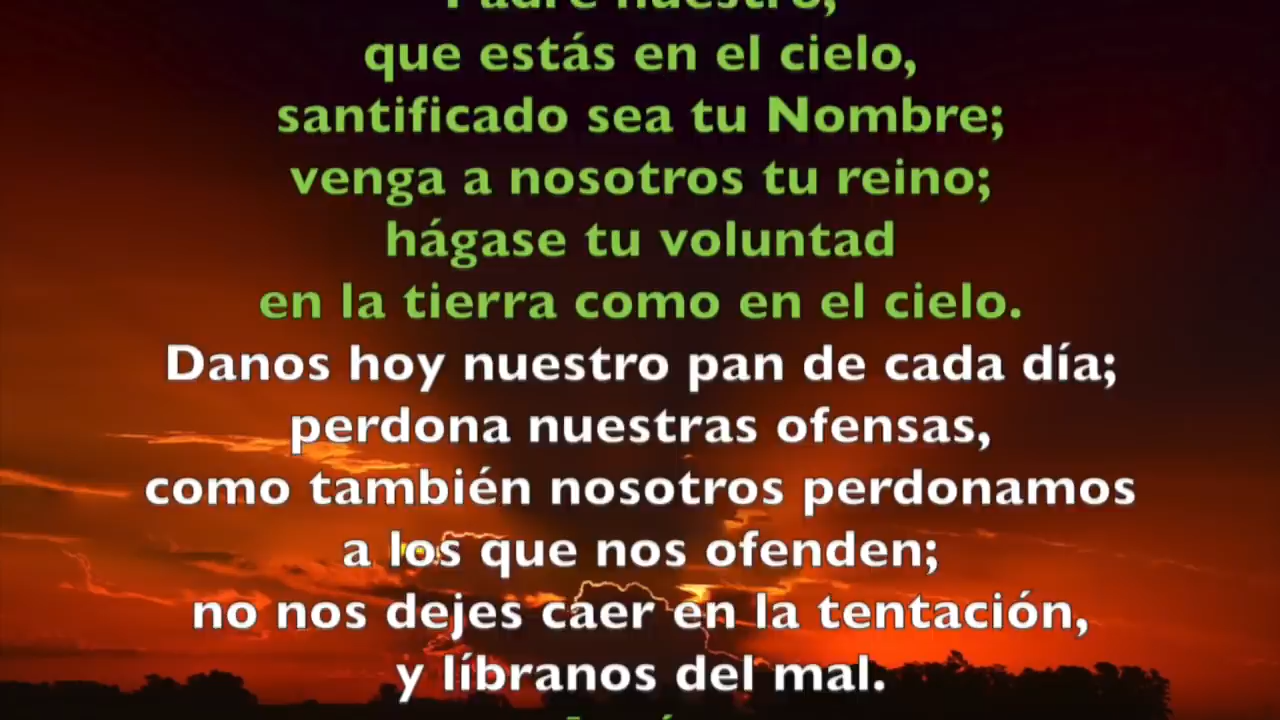 Padre nuestro,
que estás en el cielo,
santificado sea tu Nombre;
venga a nosotros tu reino;
hágase tu voluntad
en la tierra como en el cielo.
Danos hoy nuestro pan de cada día;
perdona nuestras ofensas,
como también nosotros perdonamos
a los que nos ofenden;
no nos dejes caer en la tentación,
y líbranos del mal.